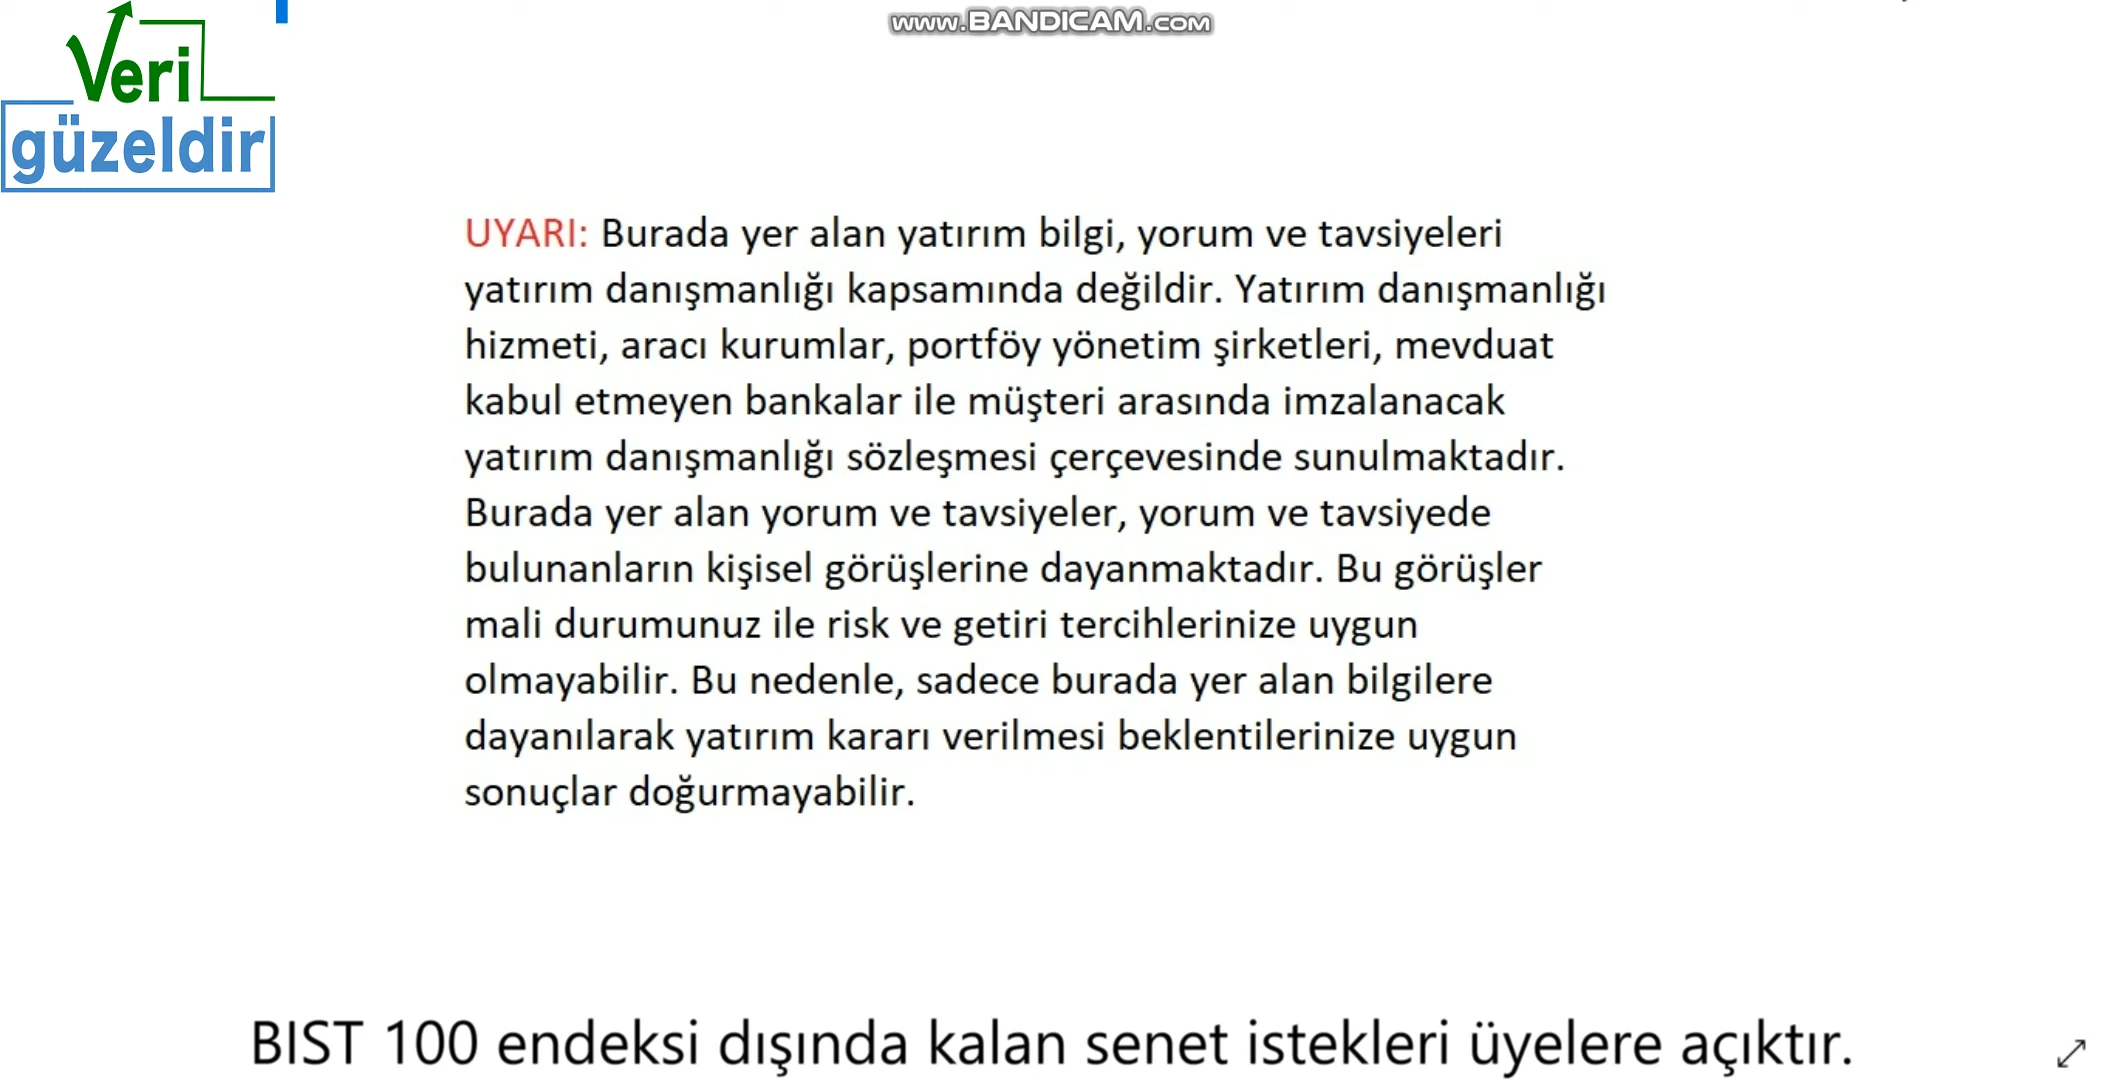 www.BANDICAM.com
Veri
güzeldir
UYARI: Burada yer alan yatırım bilgi, yorum ve tavsiyeleri
yatırım danışmanlığı kapsamında değildir. Yatırım danışmanlığı
hizmeti, aracı kurumlar, portföy yönetim şirketleri, mevduat
kabul etmeyen bankalar ile müşteri arasında imzalanacak
yatırım danışmanlığı sözleşmesi çerçevesinde sunulmaktadır.
Burada yer alan yorum ve tavsiyeler, yorum ve tavsiyede
bulunanların kişisel görüşlerine dayanmaktadır. Bu görüşler
mali durumunuz ile risk ve getiri tercihlerinize uygun
olmayabilir. Bu nedenle, sadece burada yer alan bilgilere
dayanılarak yatırım kararı verilmesi beklentilerinize uygun
sonuçlar doğurmayabilir.
BIST 100 endeksi dışında kalan senet istekleri üyelere açıktır.